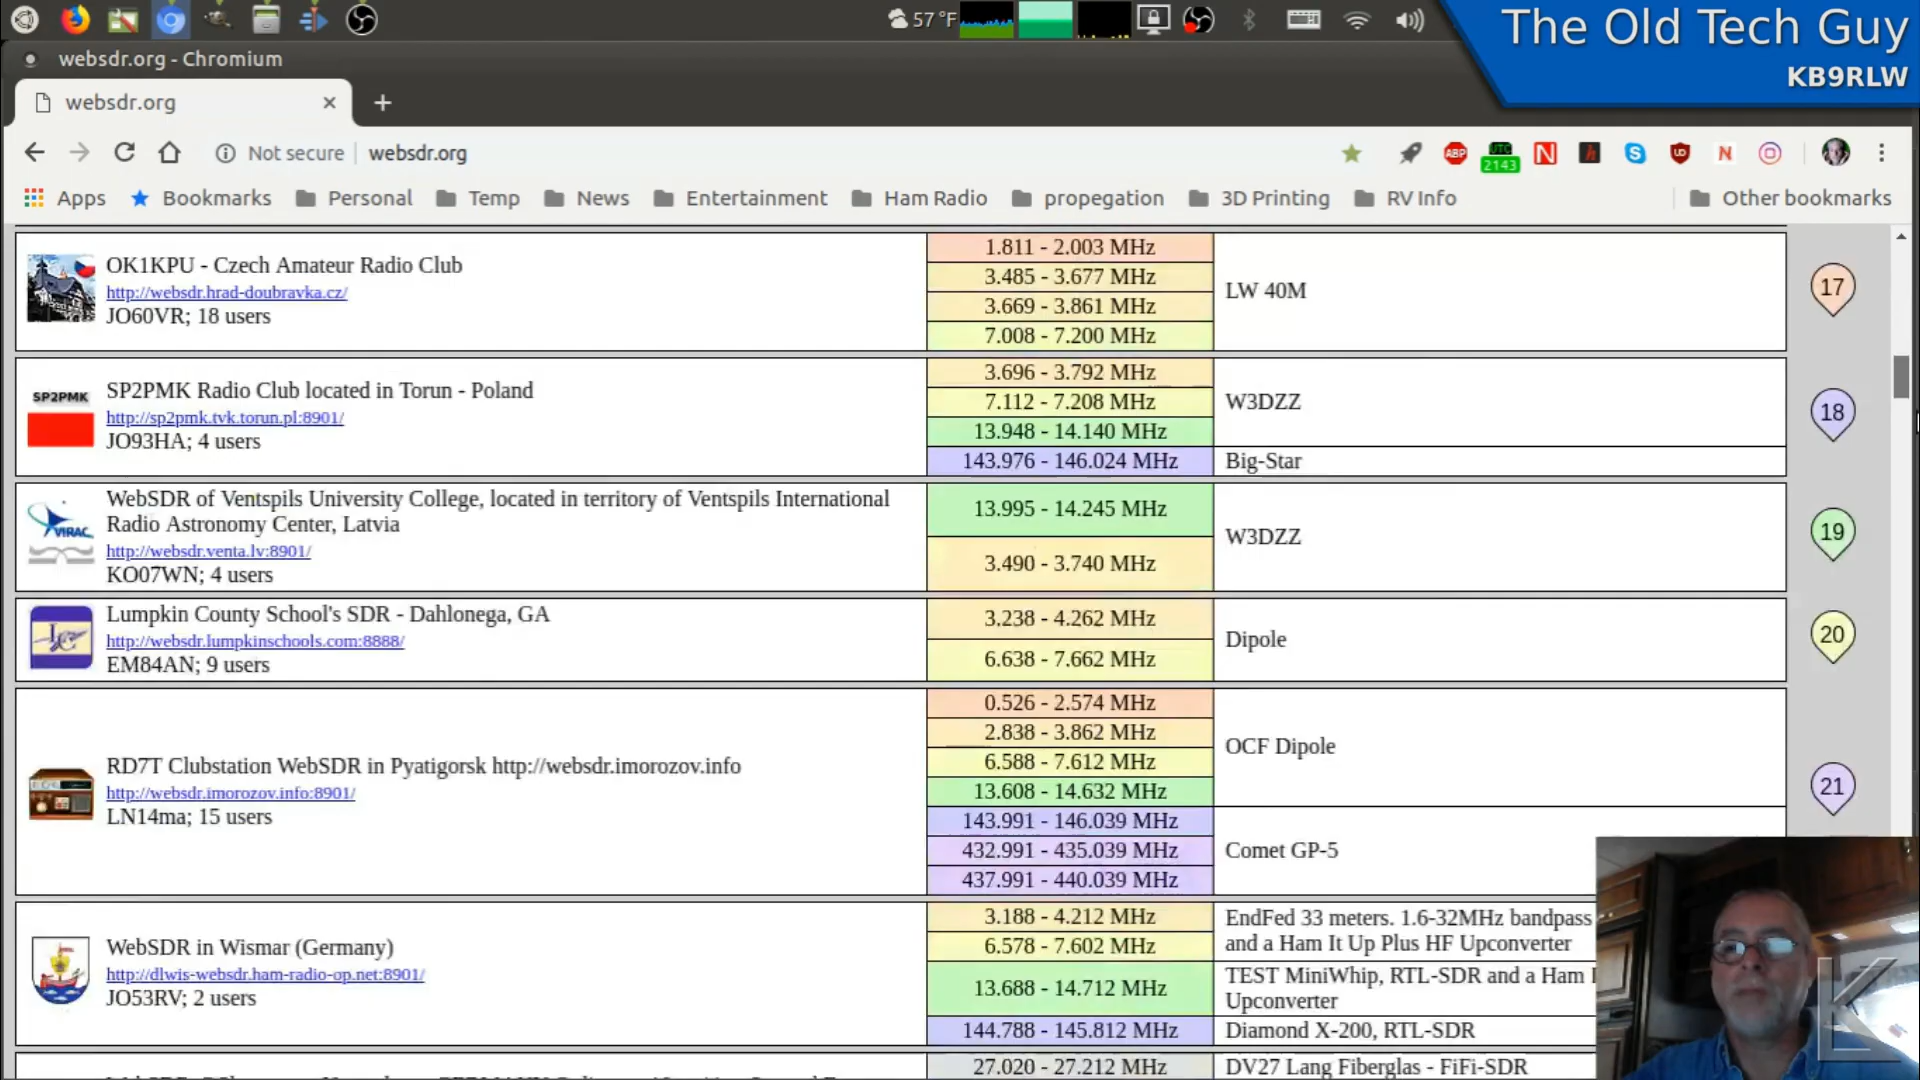 57 °F
The Old Tech Guy
KB9RLW
websdr.org - Chromium
websdr.org
Not secure
websdr.org
ABP
UTC
2143
Apps
Bookmarks
Personal
Temp
News
Entertainment
Ham Radio
propegation
3D Printing
RV Info
Other bookmarks
OK1KPU - Czech Amateur Radio Club
http://websdr.hrad-doubravka.cz/
JO60VR; 18 users
1.811 - 2.003 MHz
3.485 - 3.677 MHz
3.669 - 3.861 MHz
7.008 - 7.200 MHz
LW 40M
17
SP2PMK
SP2PMK Radio Club located in Torun - Poland
http://sp2pmk.tvk.torun.pl:8901/
JO93HA; 4 users
3.696 - 3.792 MHz
7.112 - 7.208 MHz
13.948 - 14.140 MHz
143.976 - 146.024 MHz
W3DZZ
Big-Star
18
VIRAC
WebSDR of Ventspils University College, located in territory of Ventspils International
Radio Astronomy Center, Latvia
http://websdr.venta.lv:8901/
KO07WN; 4 users
13.995 - 14.245 MHz
3.490 - 3.740 MHz
W3DZZ
19
Lumpkin County School's SDR - Dahlonega, GA
http://websdr.lumpkinschools.com:8888/
EM84AN; 9 users
3.238 - 4.262 MHz
6.638 - 7.662 MHz
Dipole
20
RD7T Clubstation WebSDR in Pyatigorsk http://websdr.imorozov.info
http://websdr.imorozov.info:8901/
LN14ma; 15 users
0.526 - 2.574 MHz
2.838 - 3.862 MHz
6.588 - 7.612 MHz
13.608 - 14.632 MHz
143.991 - 146.039 MHz
432.991 - 435.039 MHz
437.991 - 440.039 MHz
OCF Dipole
Comet GP-5
21
WebSDR in Wismar (Germany)
http://dlwis-websdr.ham-radio-op.net:8901/
JO53RV; 2 users
3.188 - 4.212 MHz
6.578 - 7.602 MHz
13.688 - 14.712 MHz
144.788 - 145.812 MHz
EndFed 33 meters. 1.6-32MHz bandpass
and a Ham It Up Plus HF Upconverter
TEST MiniWhip, RTL-SDR and a Ham
Upconverter
Diamond X-200, RTL-SDR
27.020 - 27.212 MHz
DV27 Lang Fiberglas - FiFi-SDR
K